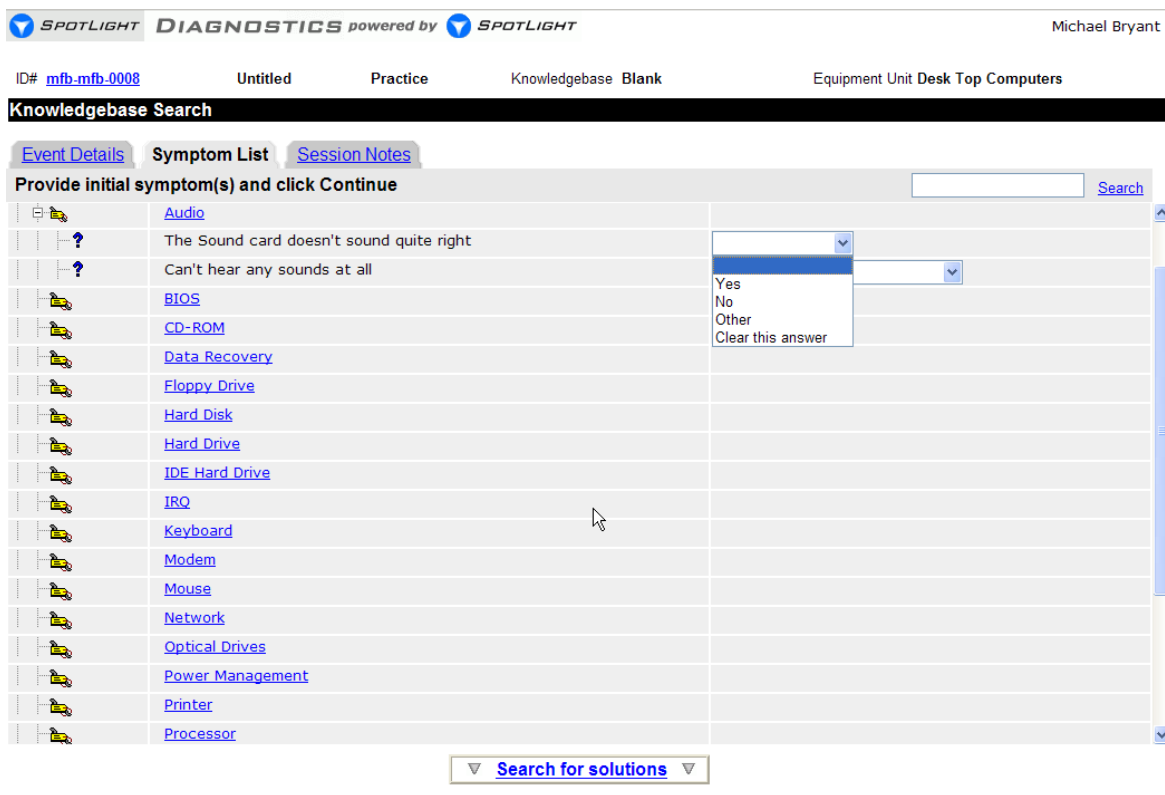 SPOTLIGHT DIAGNOSTICS powered by SPOTLIGHT Michael Bryant
ID# mfb-mfb-0008 Untitled Practice Knowledgebase Blank Equipment Unit Desk Top Computers
Knowledgebase Search
Event Details Symptom List Session Notes
Provide initial symptom(s) and click Continue Search
Audio
? The Sound card doesn't sound quite right
? Can't hear any sounds at all
Yes
No
Other
Clear this answer
BIOS
CD-ROM
Data Recovery
Floppy Drive
Hard Disk
Hard Drive
IDE Hard Drive
IRQ
Keyboard
Modem
Mouse
Network
Optical Drives
Power Management
Printer
Processor
Search for solutions